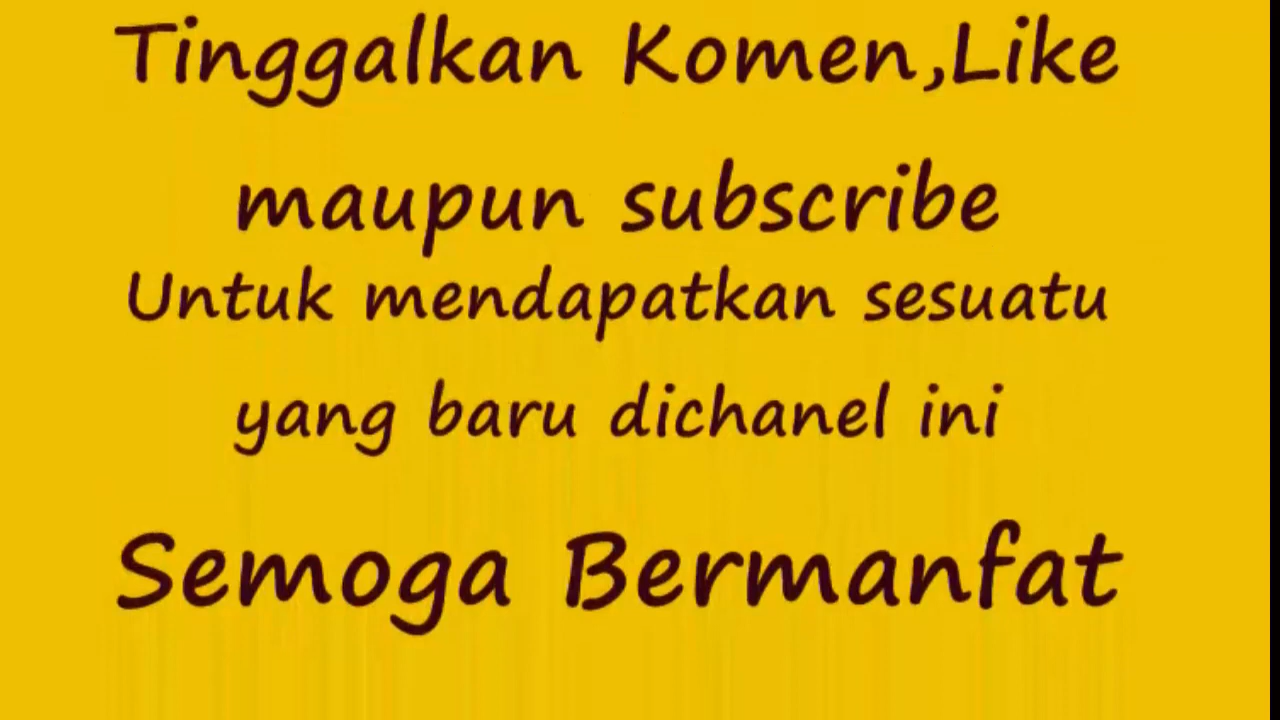 Tinggalkan Komen,Like
maupun subscribe
Untuk mendapatkan sesuatu
yang baru dichanel ini
Semoga Bermanfat